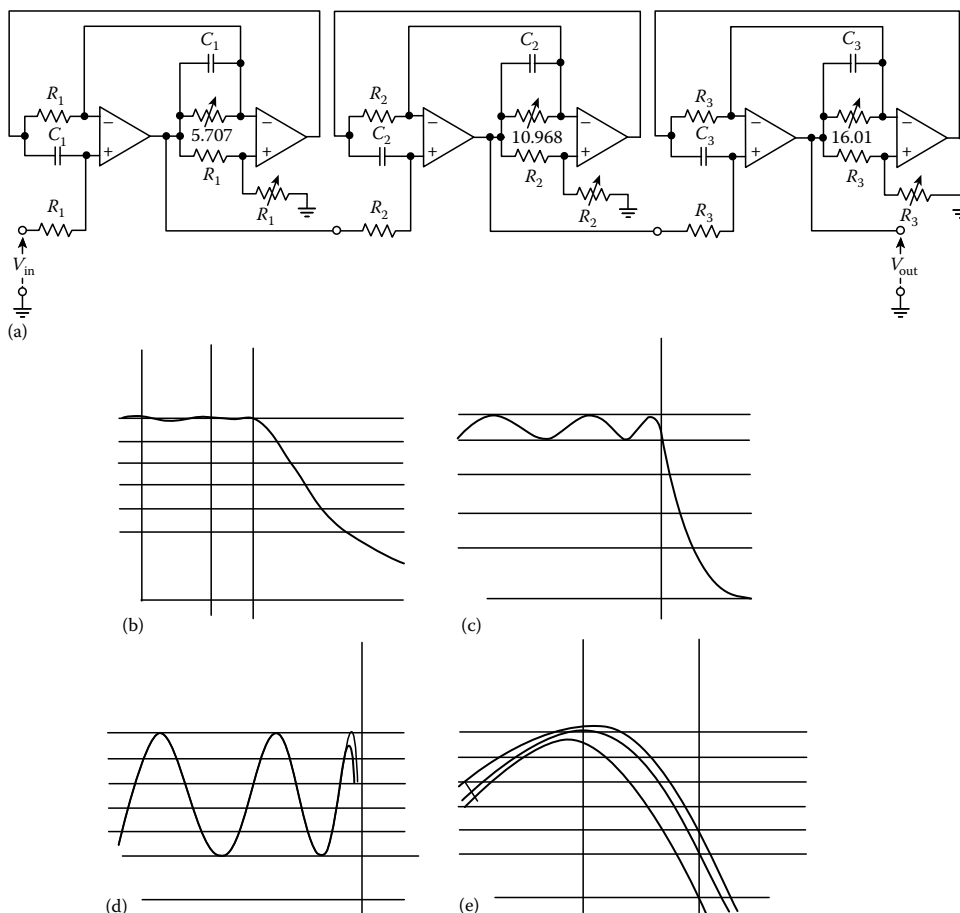 C1
C2
C3
R1
R2
R3
5.707
10.968
16.01
C1
C2
C3
R1
R2
R3
R1
R2
R3
R1
R2
R3
Vin
Vout
(a)
(b)
(c)
(d)
(e)